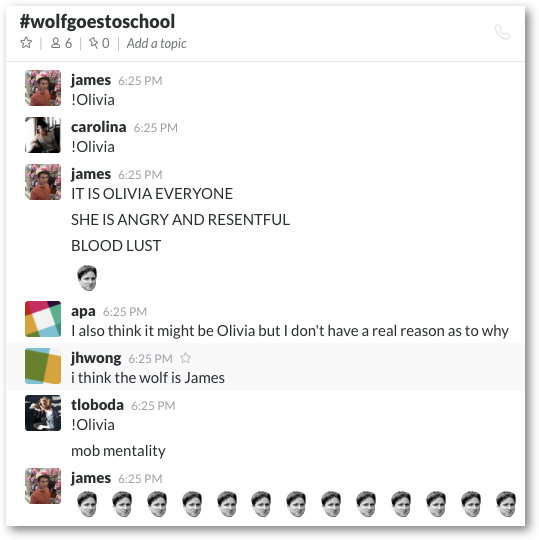 #wolfgoestoschool
6 0 Add a topic
james 6:25 PM
!Olivia
carolina 6:25 PM
!Olivia
james 6:25 PM
IT IS OLIVIA EVERYONE
SHE IS ANGRY AND RESENTFUL
BLOOD LUST
apa 6:25 PM
I also think it might be Olivia but I don't have a real reason as to why
jhwong 6:25 PM
i think the wolf is James
tloboda 6:25 PM
!Olivia
mob mentality
james 6:25 PM